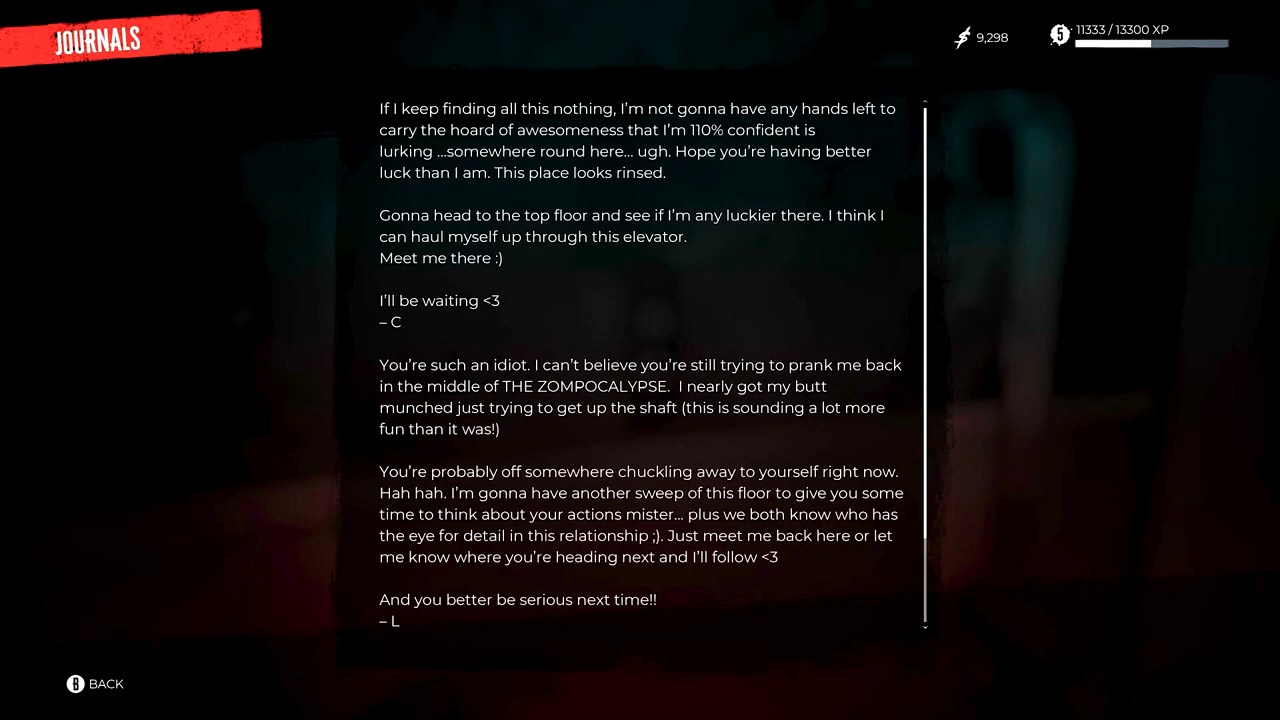 JOURNALS
9,298
5
11333 / 13300 XP
If I keep finding all this nothing, I'm not gonna have any hands left to
carry the hoard of awesomeness that I'm 110% confident is
lurking ...somewhere round here... ugh. Hope you're having better
luck than I am. This place looks rinsed.
Gonna head to the top floor and see if I'm any luckier there. I think I
can haul myself up through this elevator.
Meet me there :)
I'll be waiting <3
– C
You're such an idiot. I can't believe you're still trying to prank me back
in the middle of THE ZOMPOCALYPSE.  I nearly got my butt
munched just trying to get up the shaft (this is sounding a lot more
fun than it was!)
You're probably off somewhere chuckling away to yourself right now.
Hah hah. I'm gonna have another sweep of this floor to give you some
time to think about your actions mister... plus we both know who has
the eye for detail in this relationship ;). Just meet me back here or let
me know where you're heading next and I'll follow <3
And you better be serious next time!!
– L
B BACK